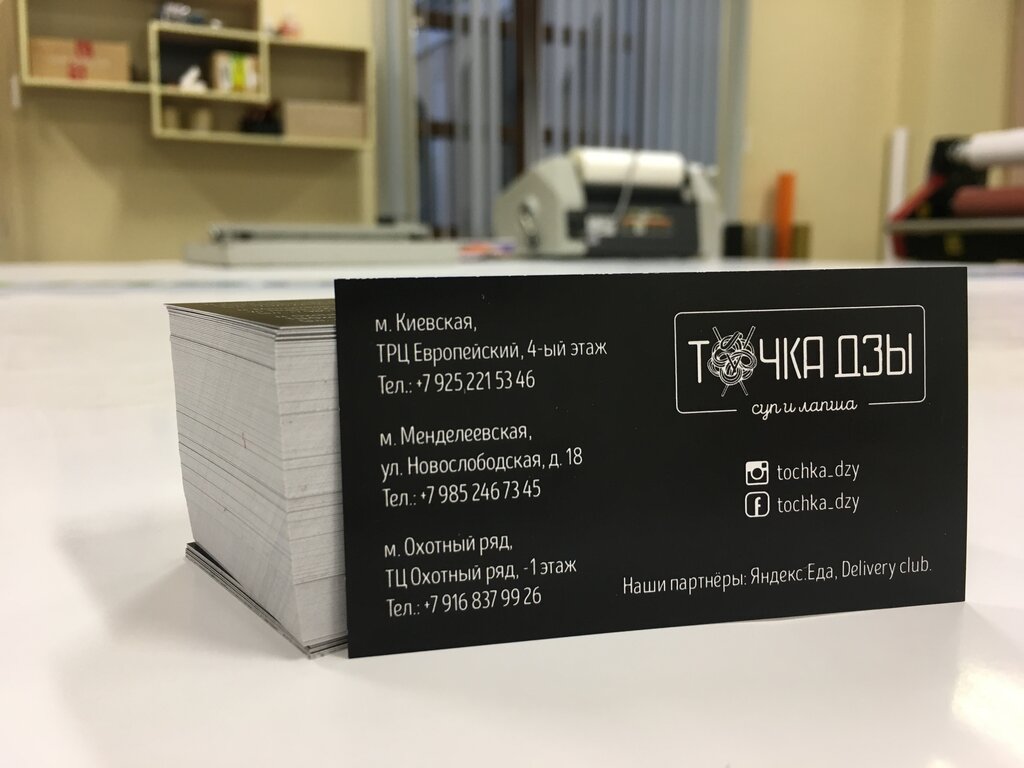 м. Киевская,
ТРЦ Европейский, 4-ый этаж
Тел.: +7 925 221 53 46
м. Менделеевская,
ул. Новослободская, д. 18
Тел.: +7 985 246 73 45
м. Охотный ряд,
ТЦ Охотный ряд, -1 этаж
Тел.: +7 916 837 99 26
ТОЧКА ДЗЫ
суп и лапша
tochka_dzy
tochka_dzy
Наши партнёры: Яндекс.Еда, Delivery club.